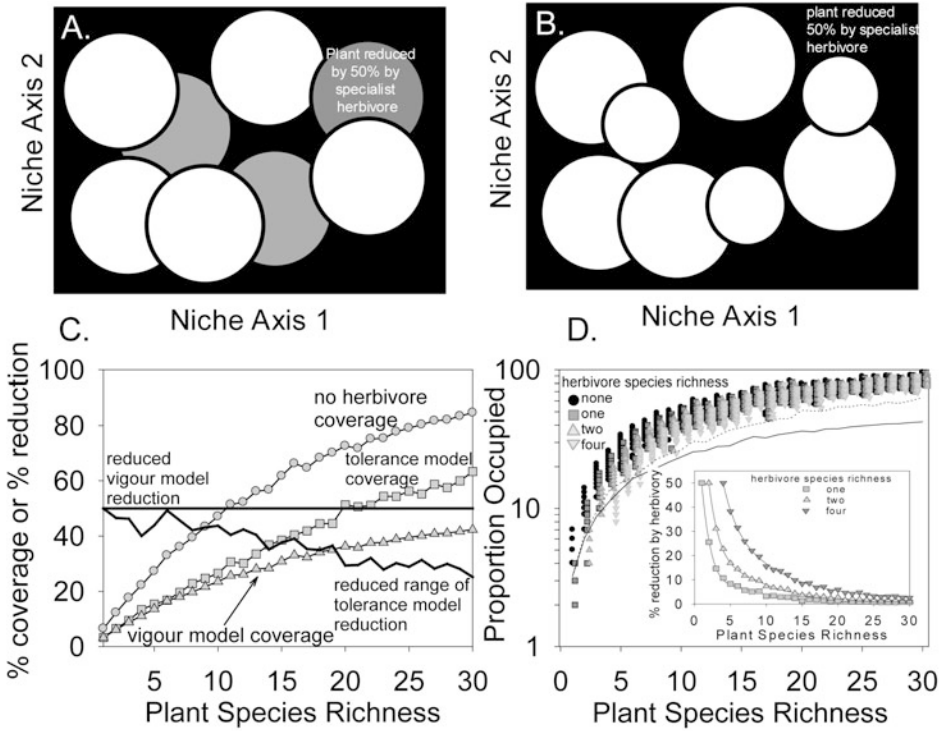 A.
Plant reduced
by 50% by
specialist
herbivore
Niche Axis 2
Niche Axis 1
B.
plant reduced
50% by specialist
herbivore
Niche Axis 2
Niche Axis 1
C.
% coverage or % reduction
100
80
60
40
20
0
no herbivore
coverage
reduced
vigour model
reduction
tolerance model
coverage
reduced range of
tolerance model
reduction
vigour model coverage
5 10 15 20 25 30
Plant Species Richness
D.
Proportion Occupied
100
10
1
herbivore species richness
none
one
two
four
% reduction by herbivory
50
40
30
20
10
0
herbivore species richness
one
two
four
0 5 10 15 20 25 30
Plant Species Richness
0 5 10 15 20 25 30
Plant Species Richness